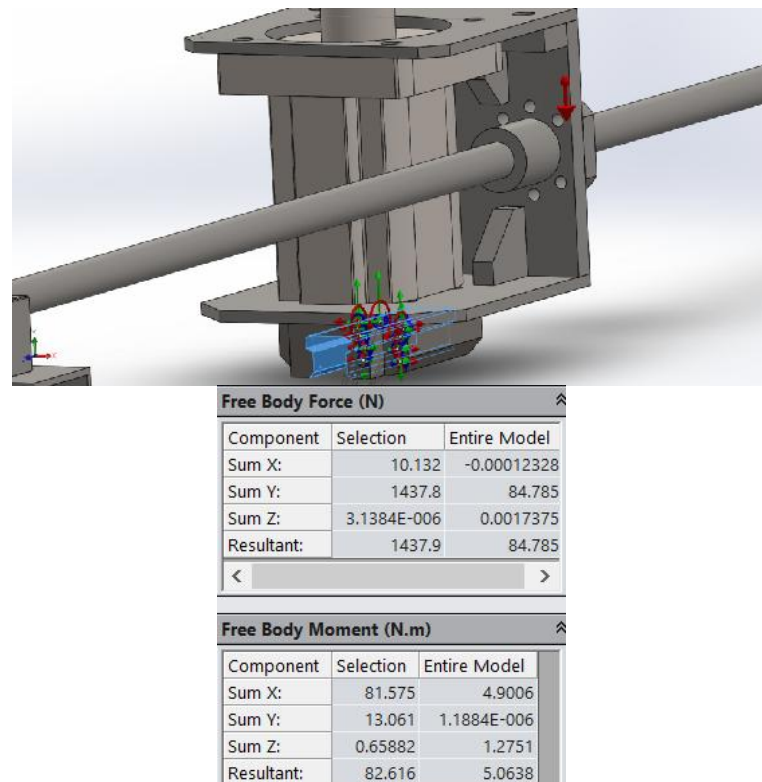 Free Body Force (N)
Component Selection Entire Model
Sum X: 10.132 -0.00012328
Sum Y: 1437.8 84.785
Sum Z: 3.1384E-006 0.0017375
Resultant: 1437.9 84.785
Free Body Moment (N.m)
Component Selection Entire Model
Sum X: 81.575 4.9006
Sum Y: 13.061 1.1884E-006
Sum Z: 0.65882 1.2751
Resultant: 82.616 5.0638